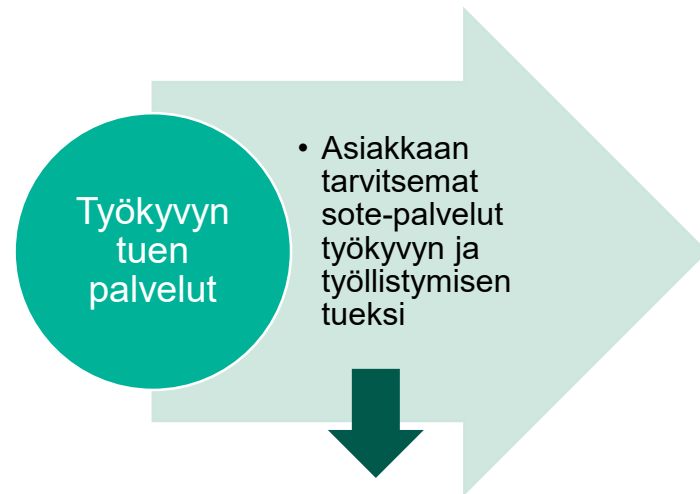 Työkyvyn
tuen
palvelut
• Asiakkaan
tarvitsemat
sote-palvelut
työkyvyn ja
työllistymisen
tueksi